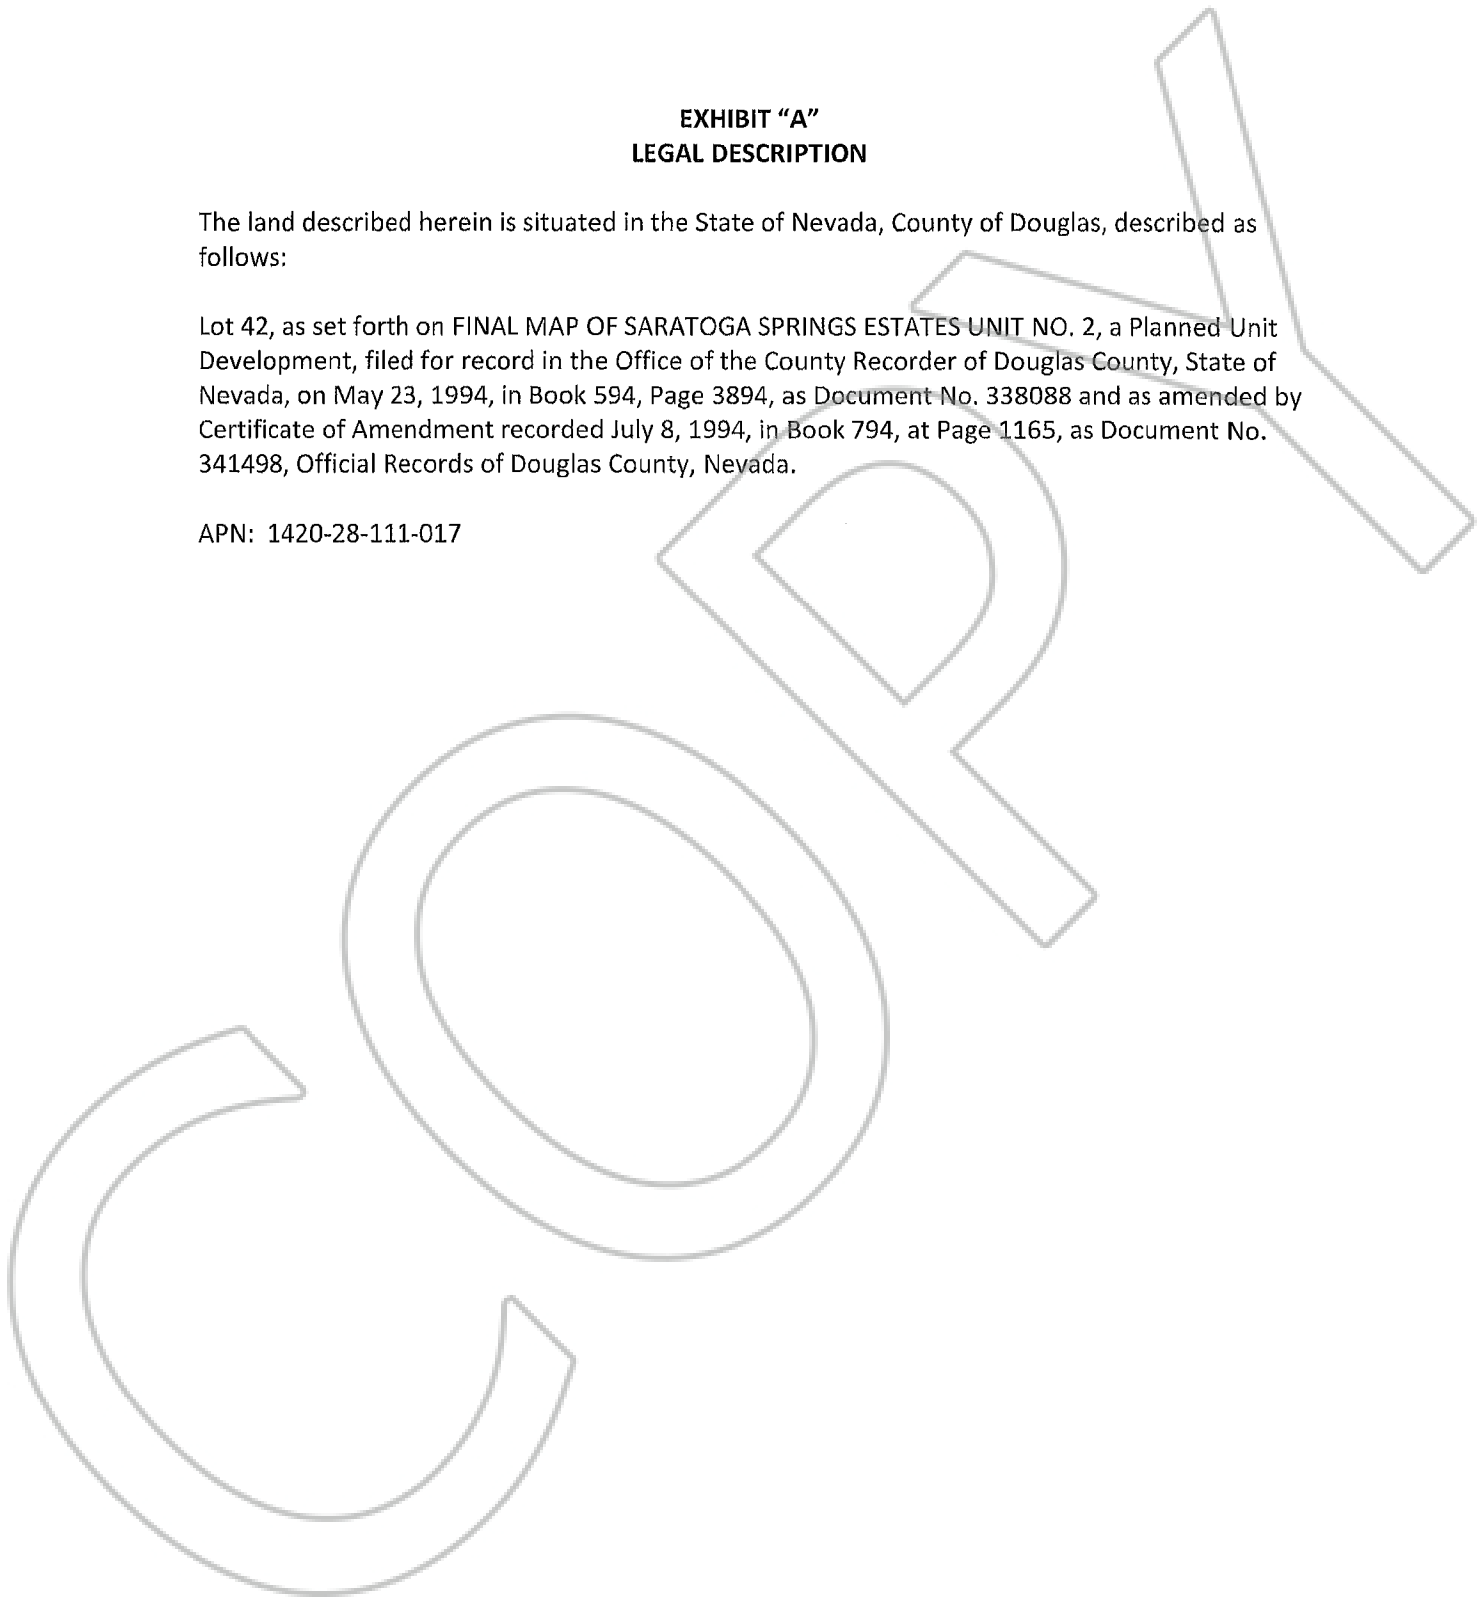 EXHIBIT “A”
LEGAL DESCRIPTION
The land described herein is situated in the State of Nevada, County of Douglas, described as
follows:
Lot 42, as set forth on FINAL MAP OF SARATOGA SPRINGS ESTATES UNIT NO. 2, a Planned Unit
Development, filed for record in the Office of the County Recorder of Douglas County, State of
Nevada, on May 23, 1994, in Book 594, Page 3894, as Document No. 338088 and as amended by
Certificate of Amendment recorded July 8, 1994, in Book 794, at Page 1165, as Document No.
341498, Official Records of Douglas County, Nevada.
APN: 1420-28-111-017
COPY